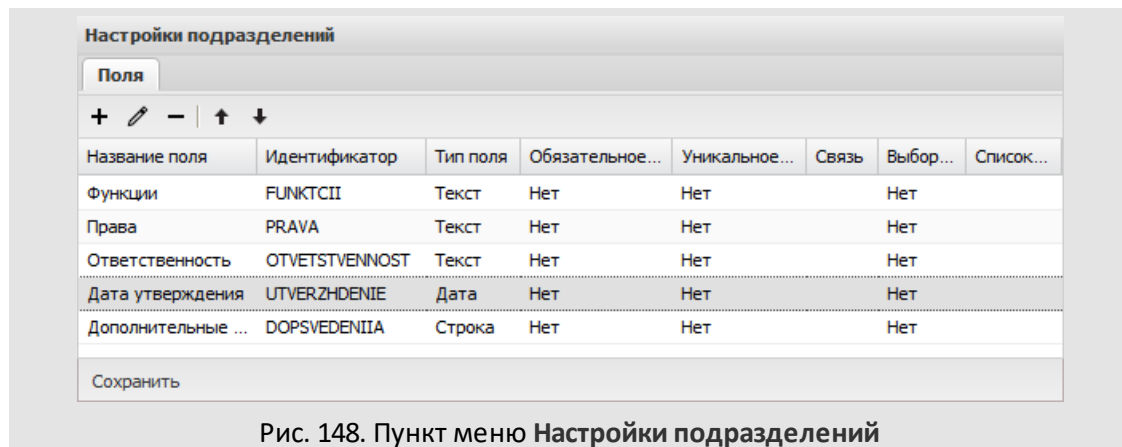 Настройки подразделений
Поля
Название поля Идентификатор Тип поля Обязательное... Уникальное... Связь Выбор... Список...
Функции FUNKTCII Текст Нет Нет Нет
Права PRAVA Текст Нет Нет Нет
Ответственность OTVETSTVENNOST Текст Нет Нет Нет
Дата утверждения UTVERZHDENIE Дата Нет Нет Нет
Дополнительные ... DOPSVEDENIIA Строка Нет Нет Нет
Сохранить
Рис. 148. Пункт меню Настройки подразделений